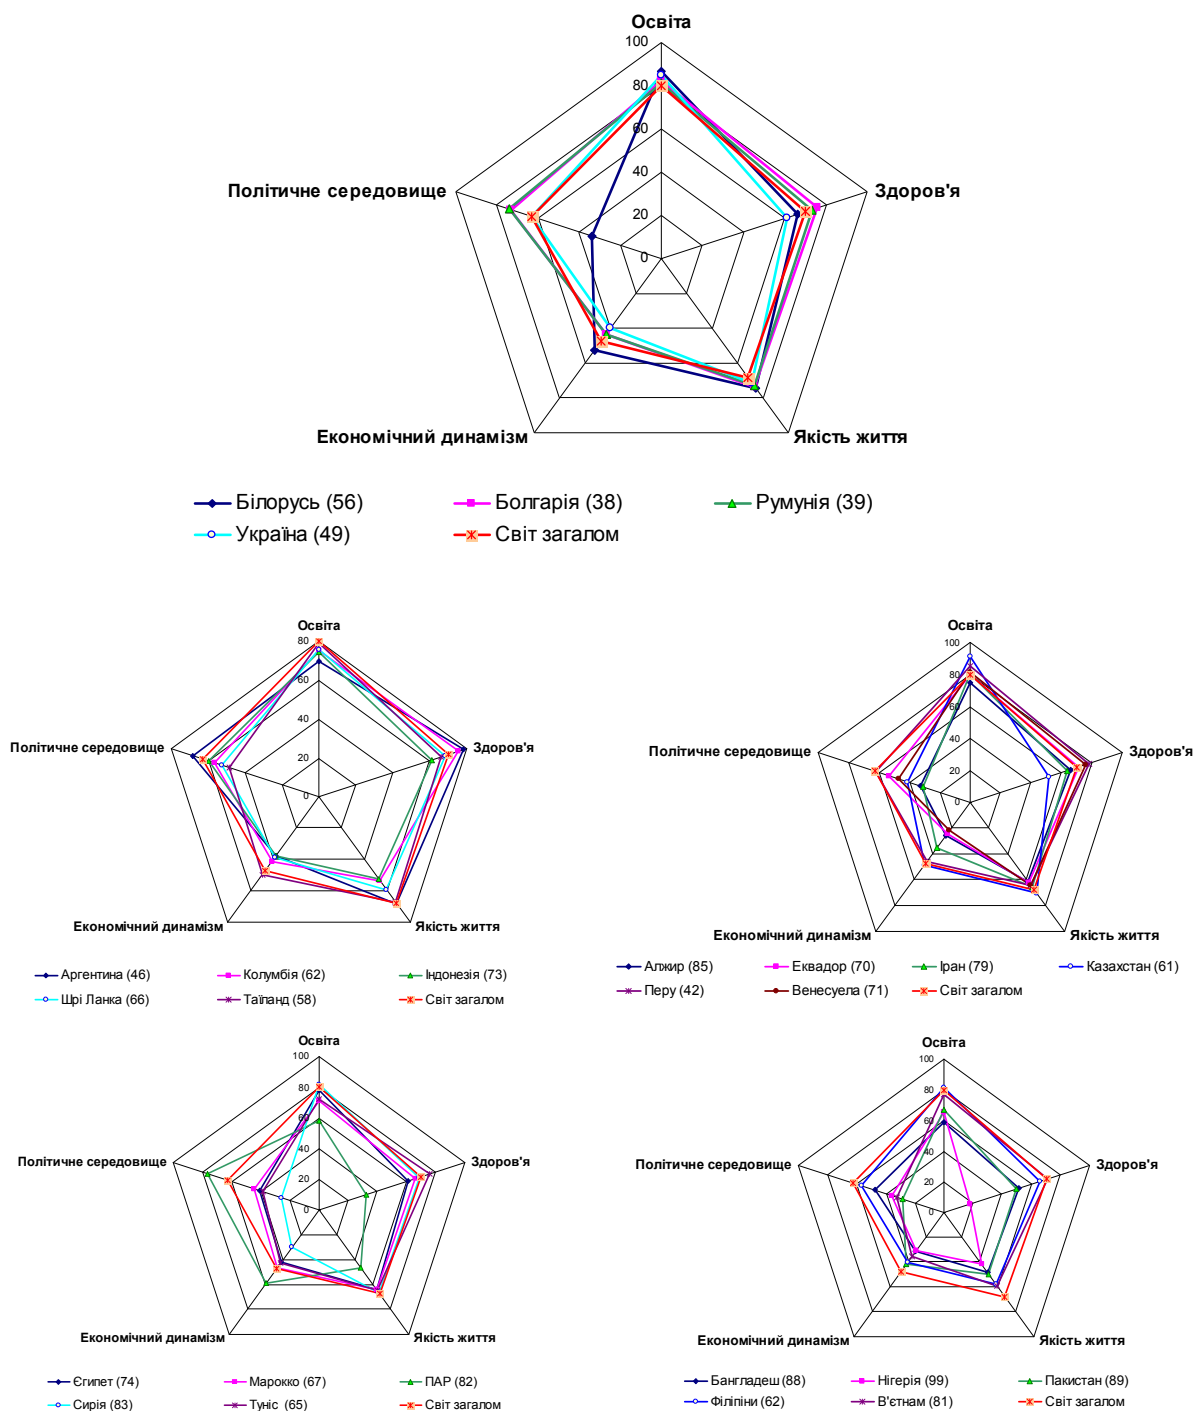 Освіта
100
80
60
40
20
0
Політичне середовище
Здоров'я
Економічний динамізм
Якість життя
Білорусь (56)
Болгарія (38)
Румунія (39)
Україна (49)
Світ загалом
Освіта
80
60
40
20
0
Політичне середовище
Здоров'я
Економічний динамізм
Якість життя
Аргентина (46)
Колумбія (62)
Індонезія (73)
Шрі Ланка (66)
Таїланд (58)
Світ загалом
Освіта
100
80
60
40
20
0
Політичне середовище
Здоров'я
Економічний динамізм
Якість життя
Алжир (85)
Еквадор (70)
Іран (79)
Казахстан (61)
Перу (42)
Венесуела (71)
Світ загалом
Освіта
100
80
60
40
20
0
Політичне середовище
Здоров'я
Економічний динамізм
Якість життя
Єгипет (74)
Марокко (67)
ПАР (82)
Сирія (83)
Туніс (65)
Світ загалом
Освіта
100
80
60
40
20
0
Політичне середовище
Здоров'я
Економічний динамізм
Якість життя
Бангладеш (88)
Нігерія (99)
Пакистан (89)
Філіпіни (62)
В'єтнам (81)
Світ загалом